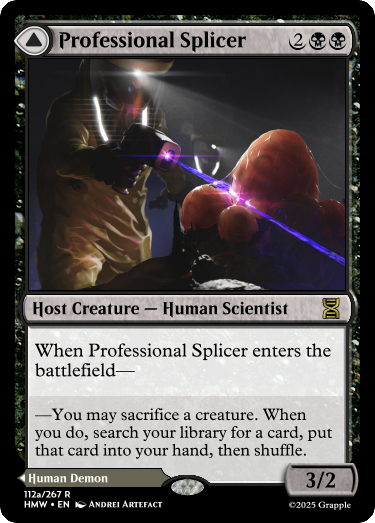 Professional Splicer 2
Host Creature — Human Scientist
When Professional Splicer enters the
battlefield—
—You may sacrifice a creature. When
you do, search your library for a card, put
that card into your hand, then shuffle.
Human Demon
3/2
112a/267 R
HMW • EN Andrei Artefact
©2025 Grapple